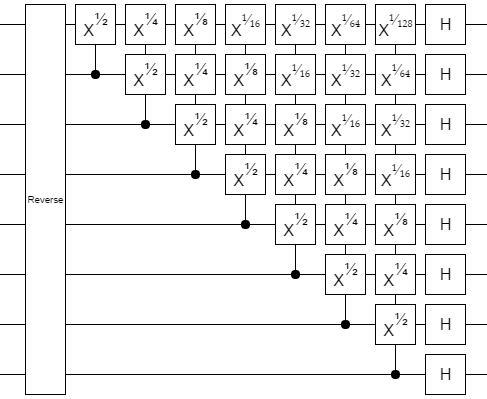 X^½ X^¼ X^⅛ X^1/16 X^1/32 X^1/64 X^1/128 H
X^½ X^¼ X^⅛ X^1/16 X^1/32 X^1/64 H
X^½ X^¼ X^⅛ X^1/16 X^1/32 H
X^½ X^¼ X^⅛ X^1/16 H
Reverse
X^½ X^¼ X^⅛ H
X^½ X^¼ H
X^½ H
H